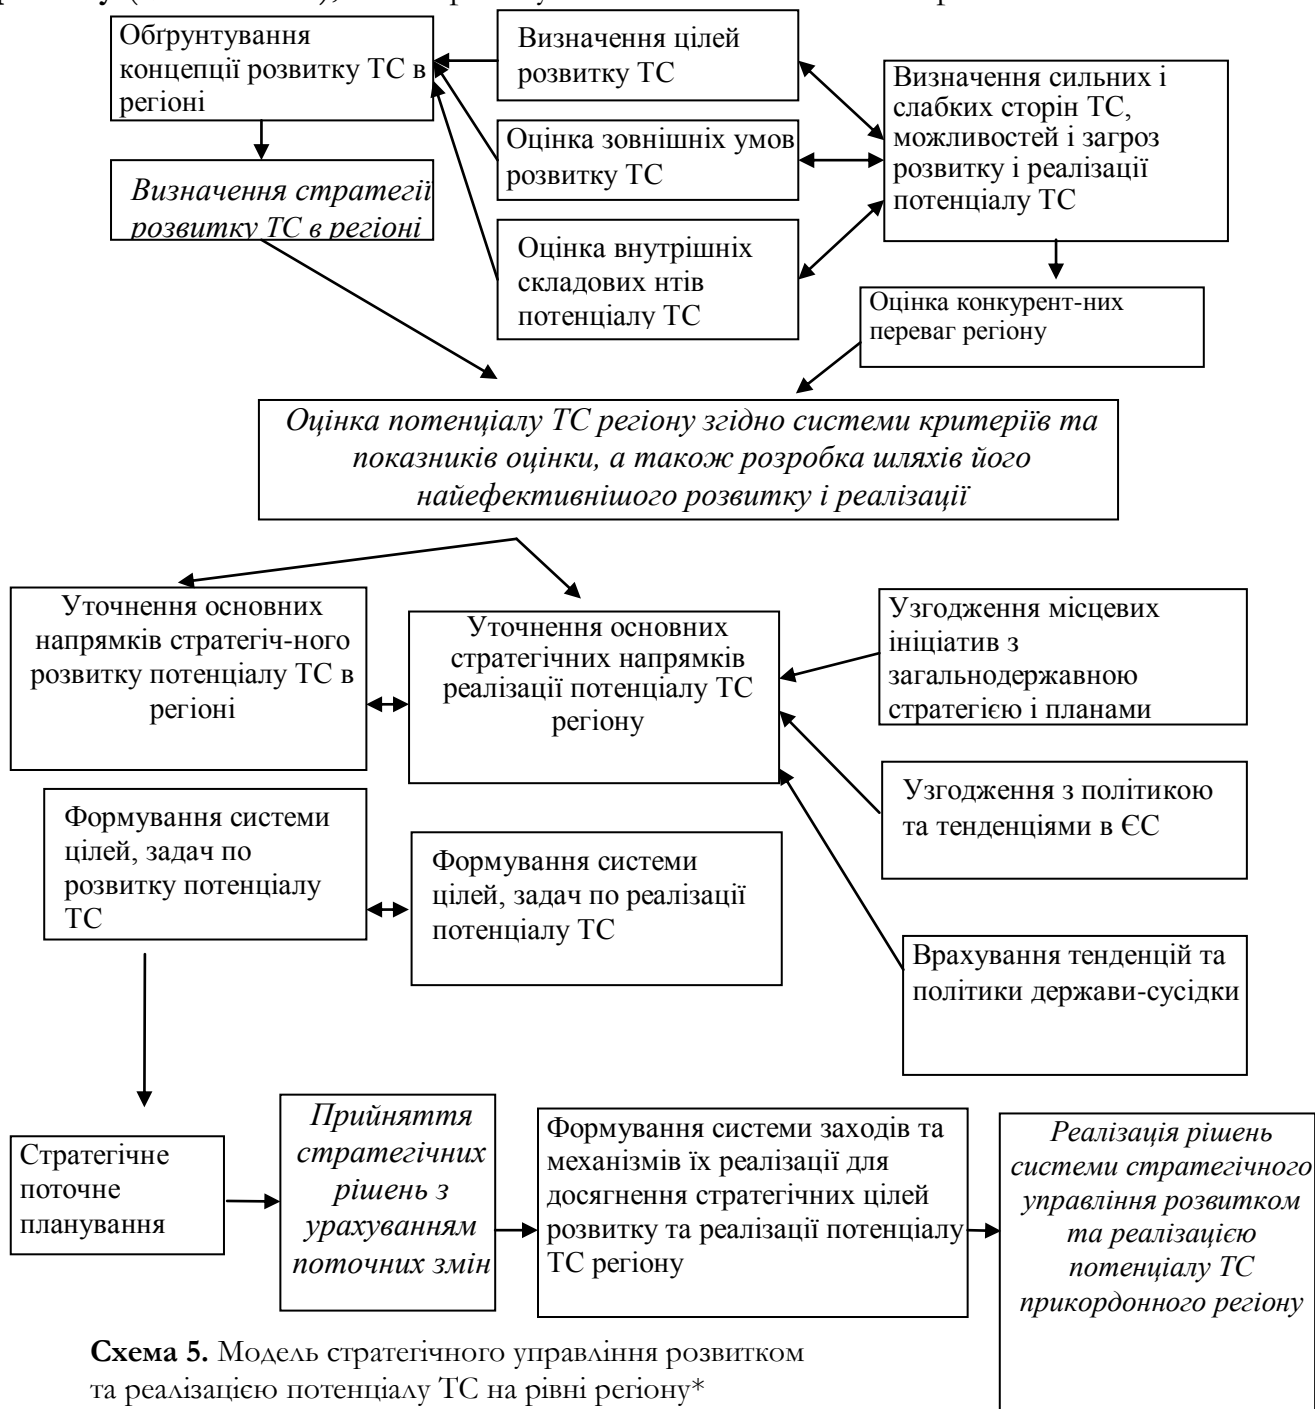 Обґрунтування
концепції розвитку ТС в
регіоні
Визначення цілей
розвитку ТС
Визначення сильних і
слабких сторін ТС,
можливостей і загроз
розвитку і реалізації
потенціалу ТС
Оцінка зовнішніх умов
розвитку ТС
Визначення стратегії
розвитку ТС в регіоні
Оцінка внутрішніх
складових нтів
потенціалу ТС
Оцінка конкурент-них
переваг регіону
Оцінка потенціалу ТС регіону згідно системи критеріїв та
показників оцінки, а також розробка шляхів його
найефективнішого розвитку і реалізації
Уточнення основних
напрямків стратегіч-ного
розвитку потенціалу ТС в
регіоні
Уточнення основних
стратегічних напрямків
реалізації потенціалу ТС
регіону
Узгодження місцевих
ініціатив з
загальнодержавною
стратегією і планами
Узгодження з політикою
та тенденціями в ЄС
Формування системи
цілей, задач по
розвитку потенціалу
ТС
Формування системи
цілей, задач по реалізації
потенціалу ТС
Врахування тенденцій та
політики держави-сусідки
Стратегічне
поточне
планування
Прийняття
стратегічних
рішень з
урахуванням
поточних змін
Формування системи заходів та
механізмів їх реалізації для
досягнення стратегічних цілей
розвитку та реалізації потенціалу
ТС регіону
Реалізація рішень
системи стратегічного
управління розвитком
та реалізацією
потенціалу ТС
прикордонного регіону
Схема 5. Модель стратегічного управління розвитком
та реалізацією потенціалу ТС на рівні регіону*